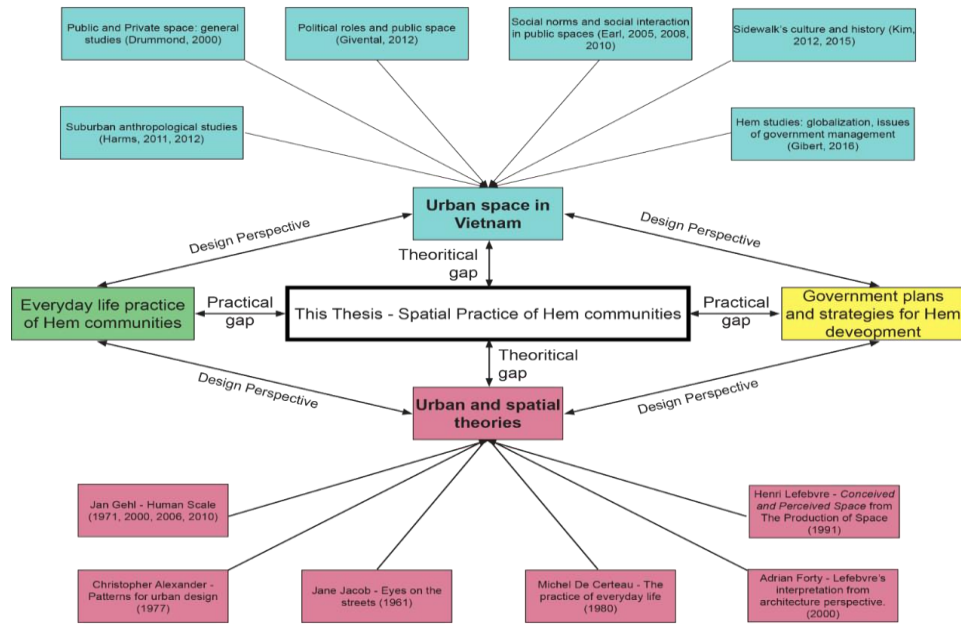 Public and Private space: general
studies (Drummond, 2000)
Political roles and public space
(Givental, 2012)
Social norms and social interaction
in public spaces (Earl, 2005, 2008,
2010)
Sidewalk's culture and history (Kim,
2012, 2015)
Suburban anthropological studies
(Harms, 2011, 2012)
Hem studies: globalization, issues
of government management
(Gibert, 2016)
Urban space in
Vietnam
Design Perspective
Design Perspective
Theoritical
gap
Everyday life practice
of Hem communities
Practical
gap
This Thesis - Spatial Practice of Hem communities
Practical
gap
Government plans
and strategies for Hem
deveopment
Theoritical
gap
Design Perspective
Design Perspective
Urban and spatial
theories
Jan Gehl - Human Scale
(1971, 2000, 2006, 2010)
Henri Lefebvre - Conceived
and Perceived Space from
The Production of Space
(1991)
Christopher Alexander -
Patterns for urban design
(1977)
Jane Jacob - Eyes on the
streets (1961)
Michel De Certeau - The
practice of everyday life
(1980)
Adrian Forty - Lefebvre's
interpretation from
architecture perspective.
(2000)